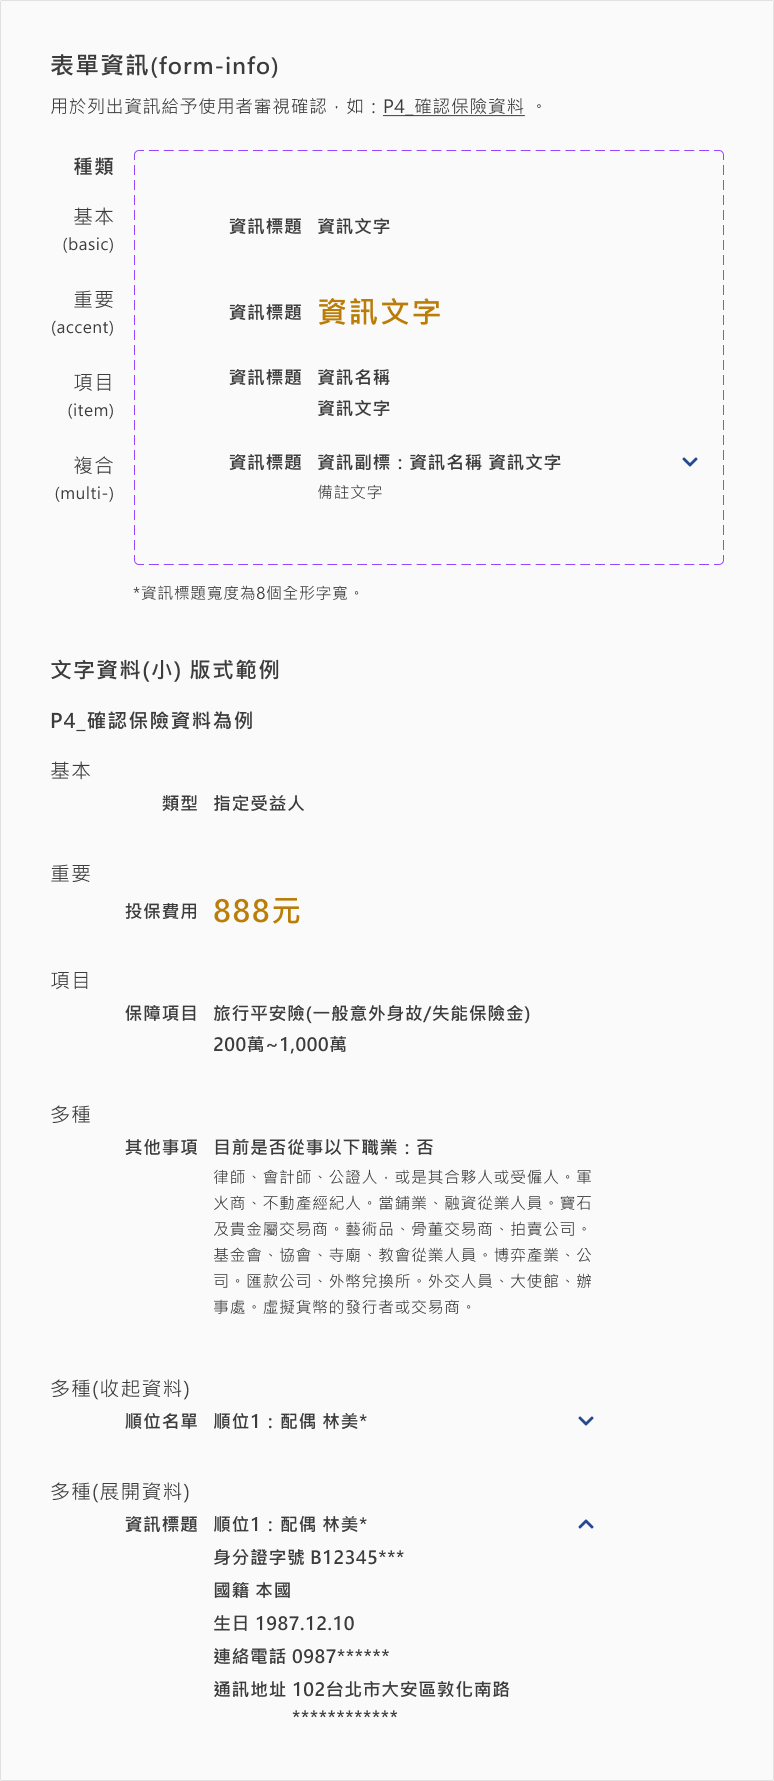 表單資訊(form-info)
用於列出資訊給予使用者審視確認，如：P4_確認保險資料 。
種類
基本
(basic)
資訊標題 資訊文字
重要
(accent)
資訊標題 資訊文字
項目
(item)
資訊標題 資訊名稱
資訊文字
複合
(multi-)
資訊標題 資訊副標：資訊名稱 資訊文字
備註文字
*資訊標題寬度為8個全形字寬。
文字資料(小) 版式範例
P4_確認保險資料為例
基本
類型 指定受益人
重要
投保費用 888元
項目
保障項目 旅行平安險(一般意外身故/失能保險金)
200萬~1,000萬
多種
其他事項 目前是否從事以下職業：否
律師、會計師、公證人，或是其合夥人或受僱人。軍
火商、不動產經紀人。當鋪業、融資從業人員。寶石
及貴金屬交易商。藝術品、骨董交易商、拍賣公司。
基金會、協會、寺廟、教會從業人員。博弈產業、公
司。匯款公司、外幣兌換所。外交人員、大使館、辦
事處。虛擬貨幣的發行者或交易商。
多種(收起資料)
順位名單 順位1：配偶 林美*
多種(展開資料)
資訊標題 順位1：配偶 林美*
身分證字號 B12345***
國籍 本國
生日 1987.12.10
連絡電話 0987******
通訊地址 102台北市大安區敦化南路
************